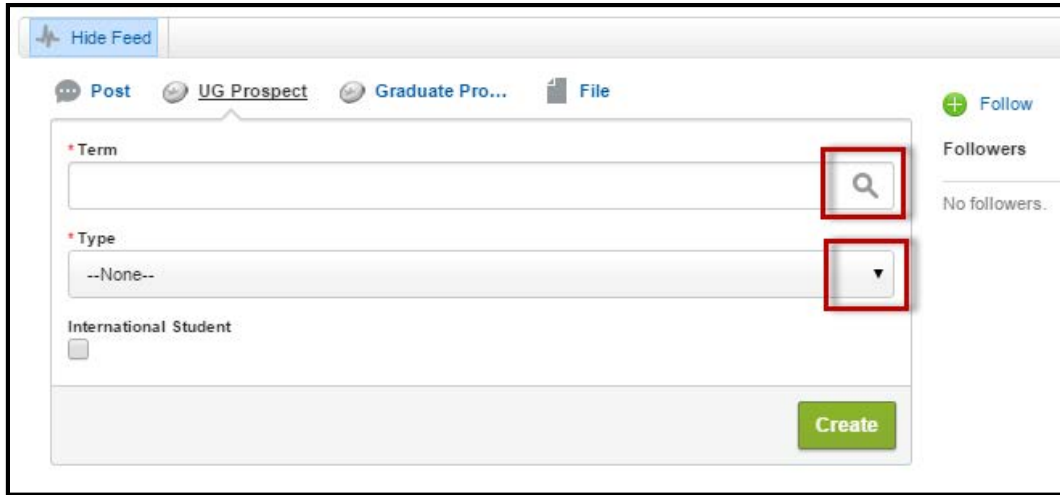 Hide Feed
Post UG Prospect Graduate Pro... File
Follow
* Term
Followers
No followers.
* Type
--None--
International Student
Create